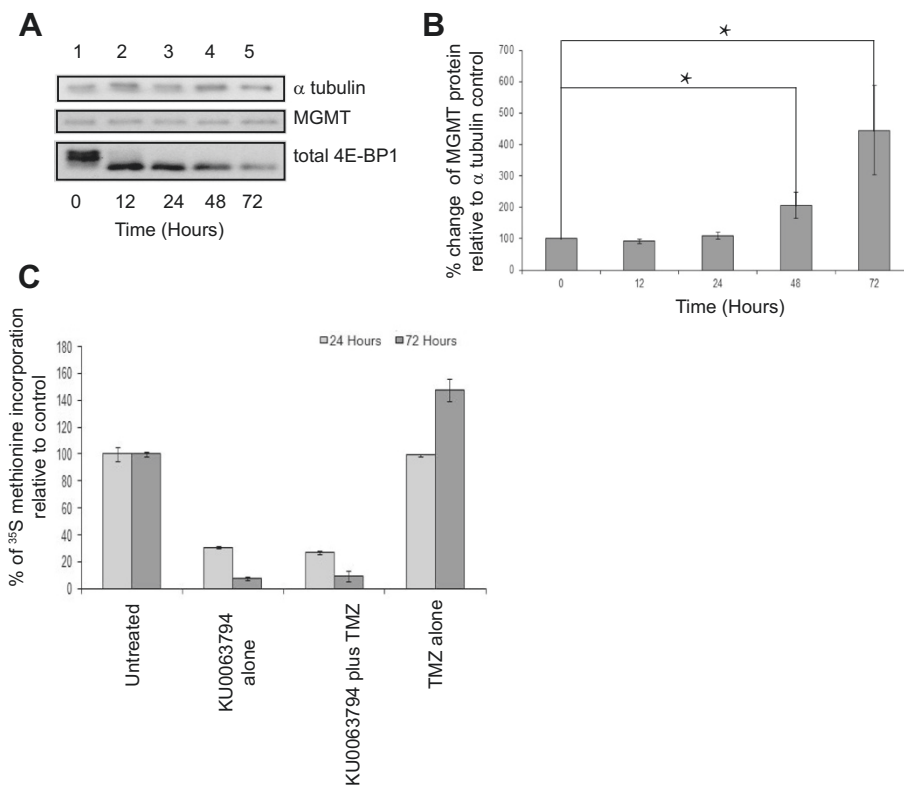 A
1 2 3 4 5
α tubulin
MGMT
total 4E-BP1
0 12 24 48 72
Time (Hours)
B
% change of MGMT protein
relative to α tubulin control
700
600
500
400
300
200
100
0
*
*
0 12 24 48 72
Time (Hours)
C
% of ³⁵S methionine incorporation
relative to control
180
160
140
120
100
80
60
40
20
0
24 Hours 72 Hours
Untreated
KU0063794
alone
KU0063794 plus TMZ
TMZ alone